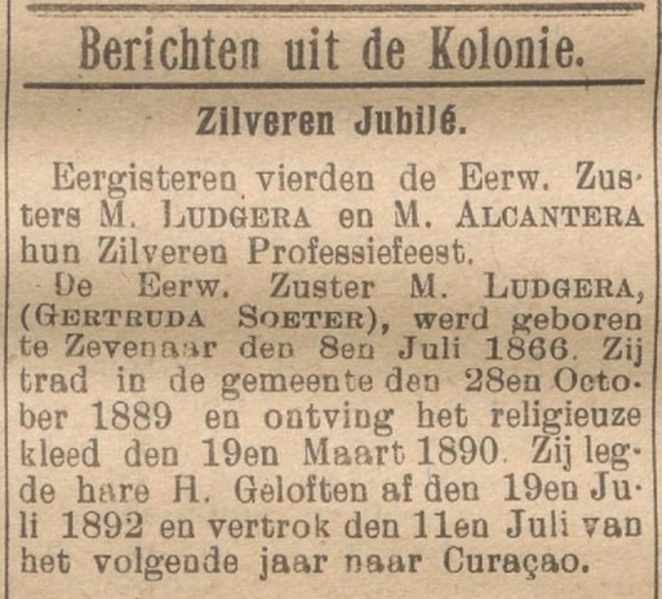 Berichten uit de Kolonie.
Zilveren Jubilé.
Eergisteren vierden de Eerw. Zus-
ters M. LUDGERA en M. ALCANTERA
hun Zilveren Professiefeest.
De Eerw. Zuster M. LUDGERA,
(GERTRUDA SOETER), werd geboren
te Zevenaar den 8en Juli 1866. Zij
trad in de gemeente den 28en Octo-
ber 1889 en ontving het religieuze
kleed den 19en Maart 1890. Zij leg-
de hare H. Geloften af den 19en Ju-
li 1892 en vertrok den 11en Juli van
het volgende jaar naar Curaçao.